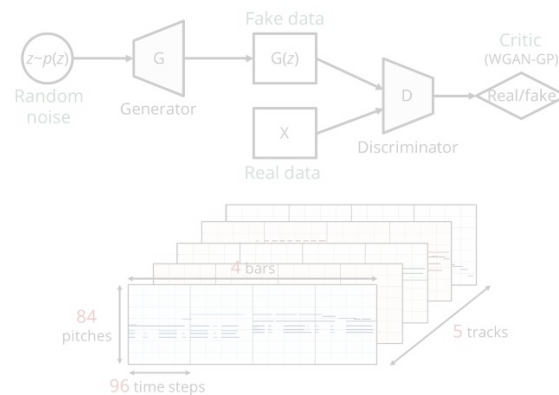 Fake data
Critic
(WGAN-GP)
z~p(z)
G
G(z)
D
Real/fake
Random
noise
Generator
X
Discriminator
Real data
4 bars
84
pitches
5 tracks
96 time steps